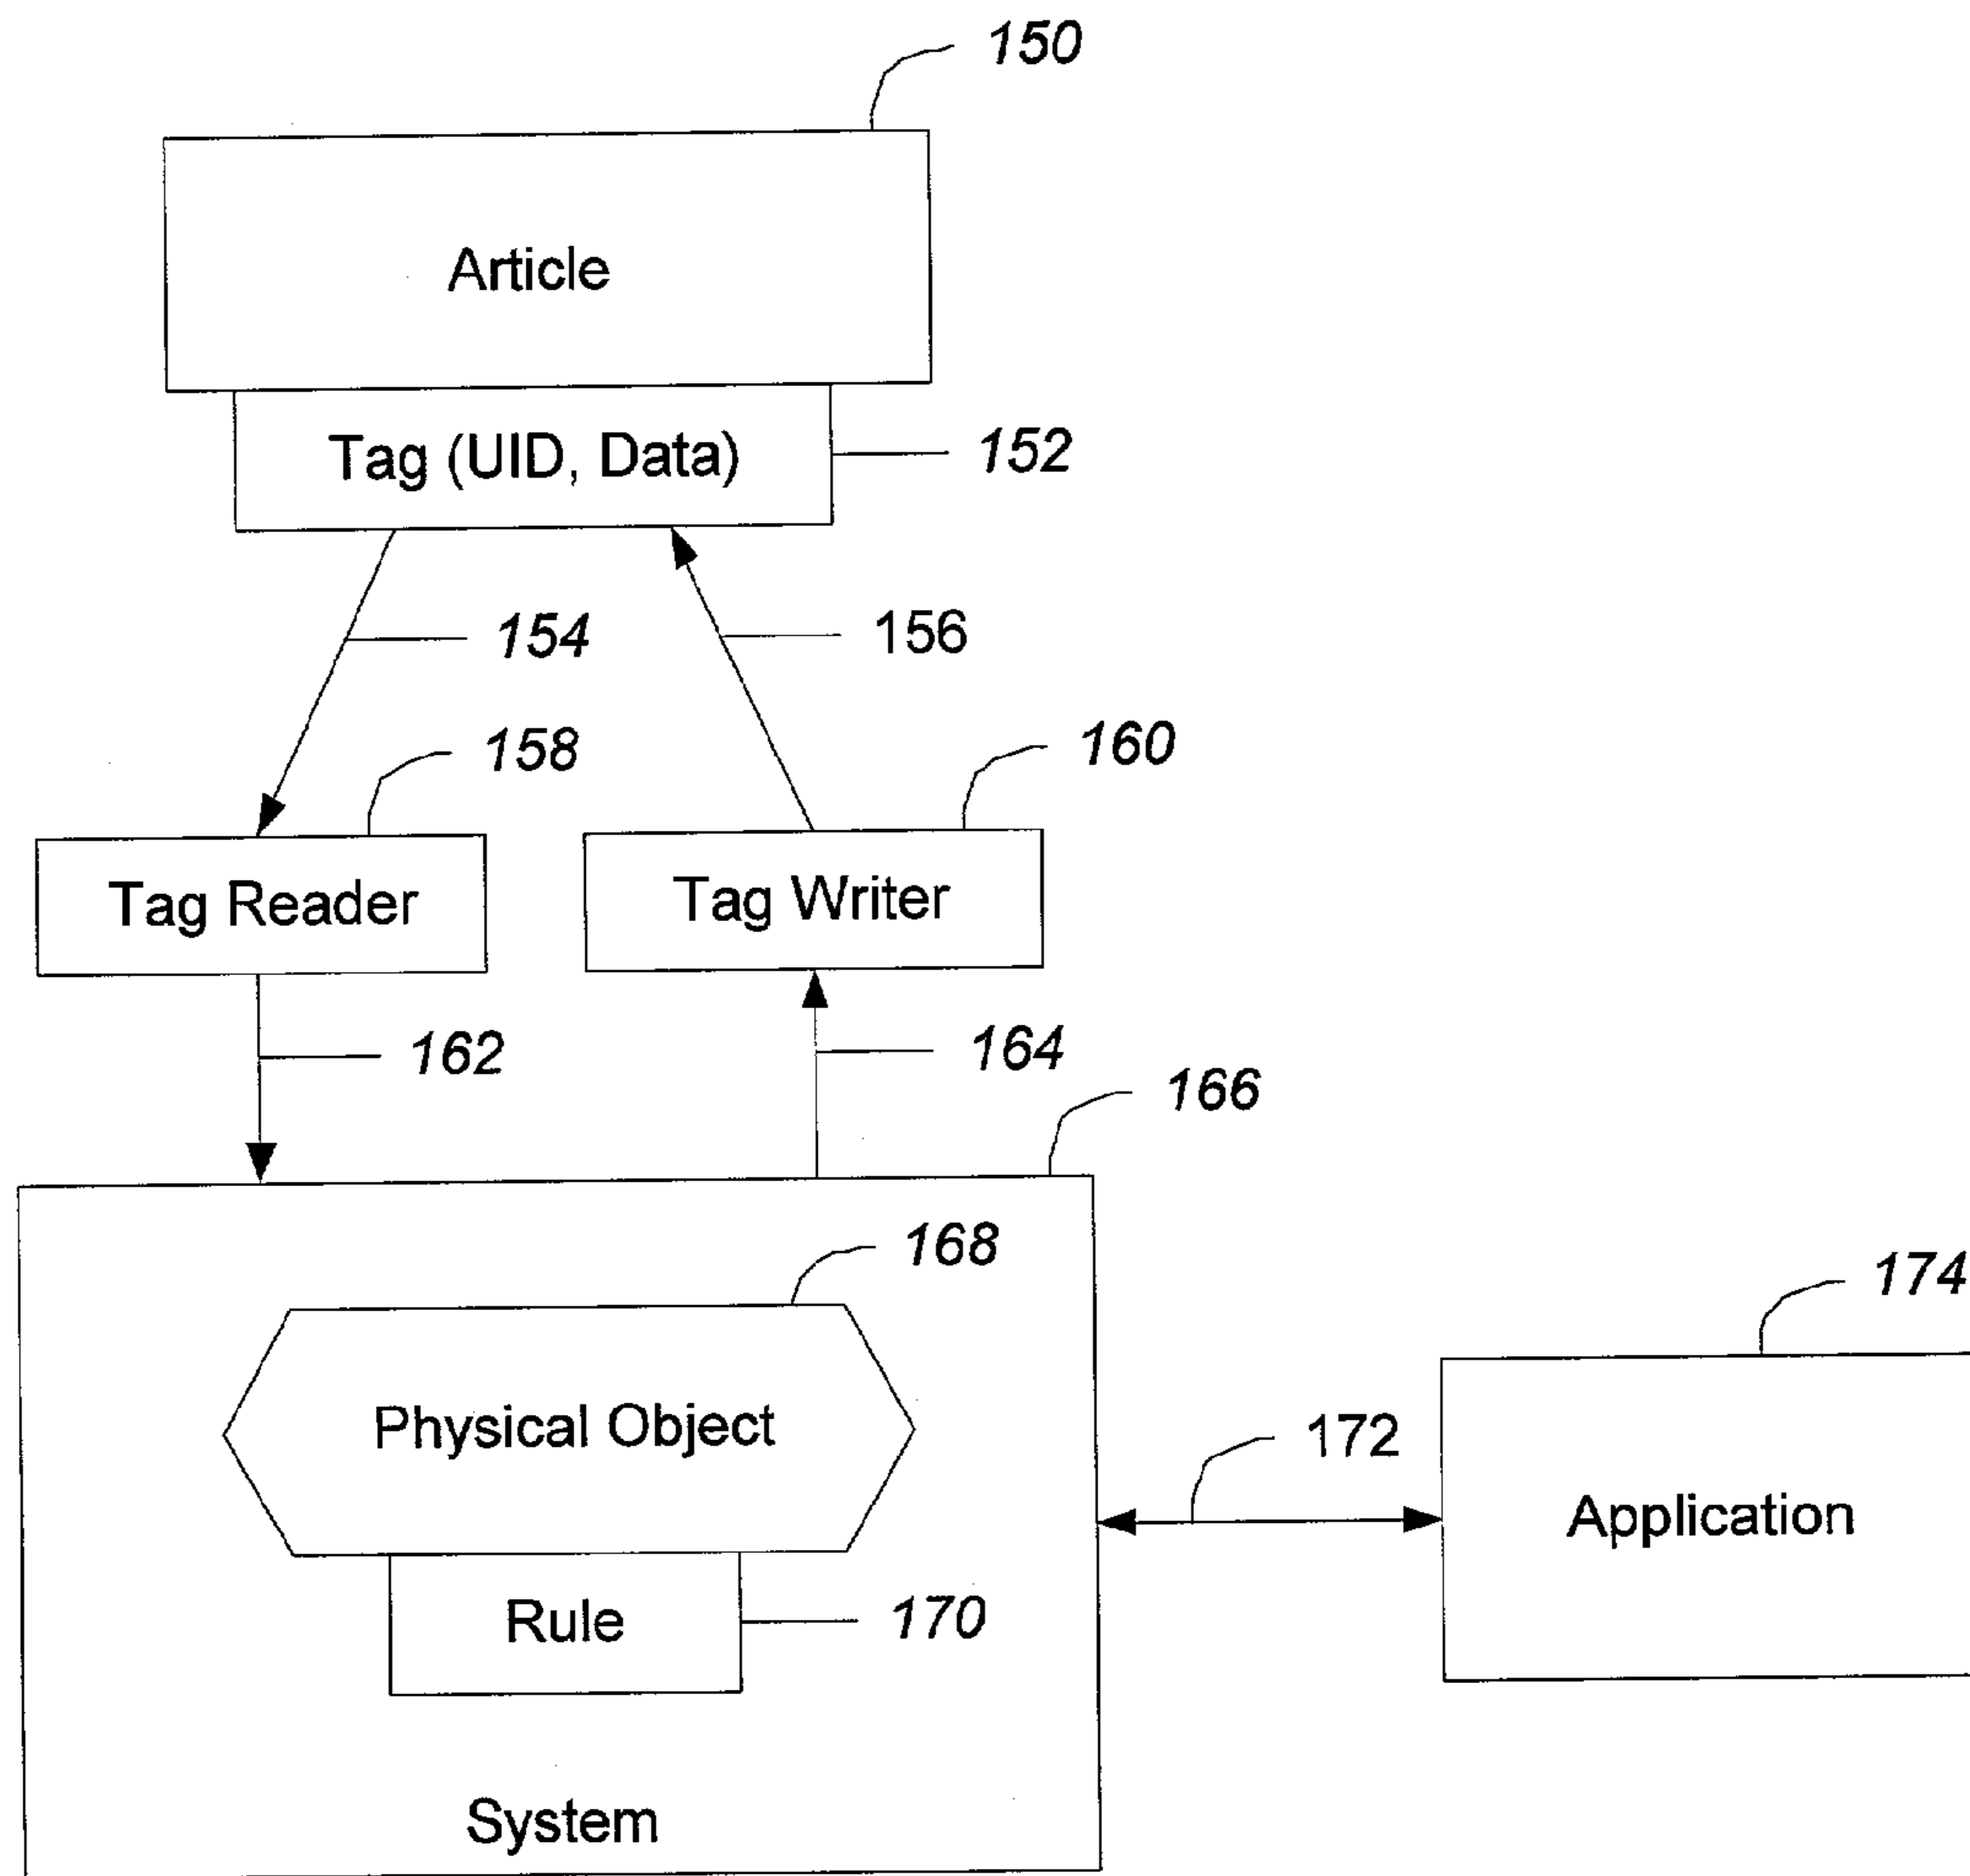 150
Article
Tag (UID, Data)
152
154
156
158
160
Tag Reader
Tag Writer
162
164
166
168
174
Physical Object
172
Application
Rule
170
System